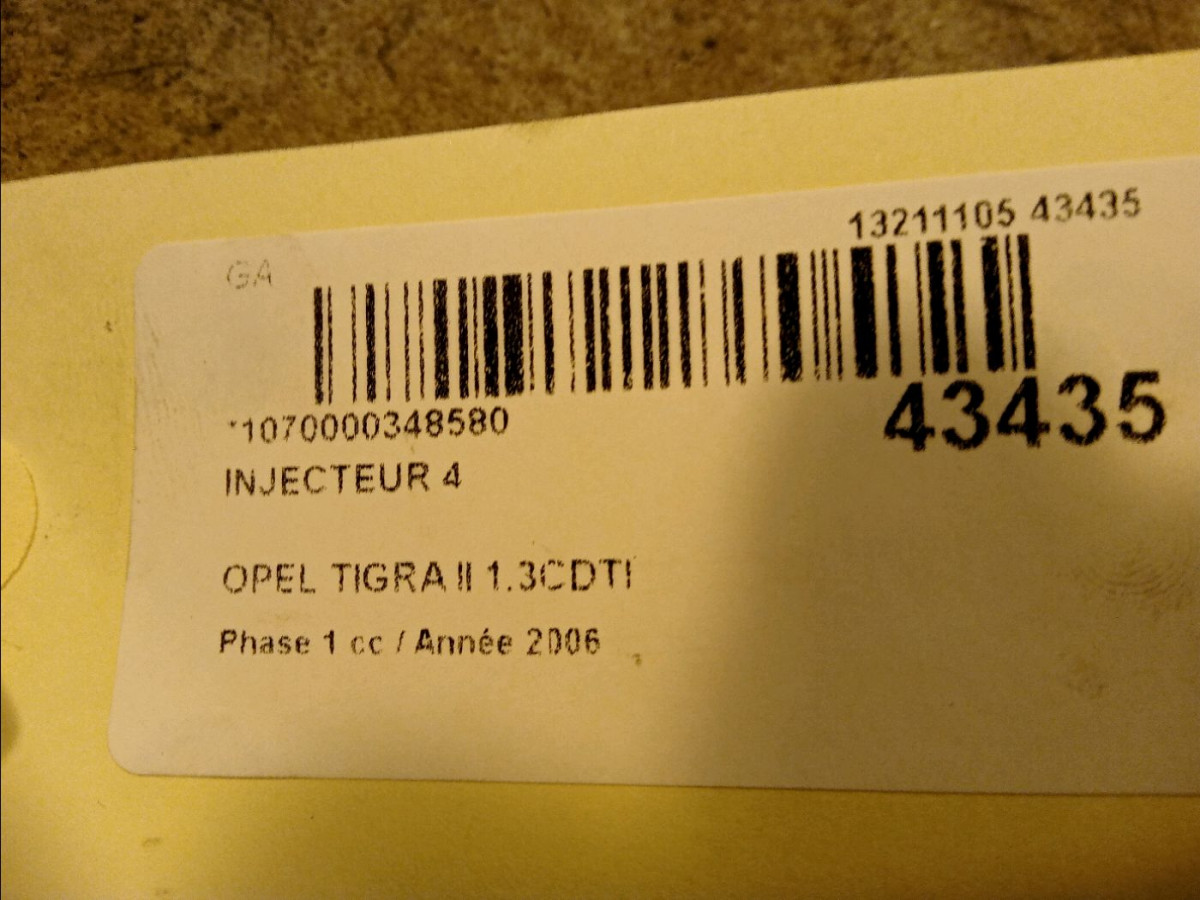 13211105 43435
GA
43435
*1070000348580
INJECTEUR 4
OPEL TIGRA II 1.3CDTI
Phase 1 cc / Année 2006